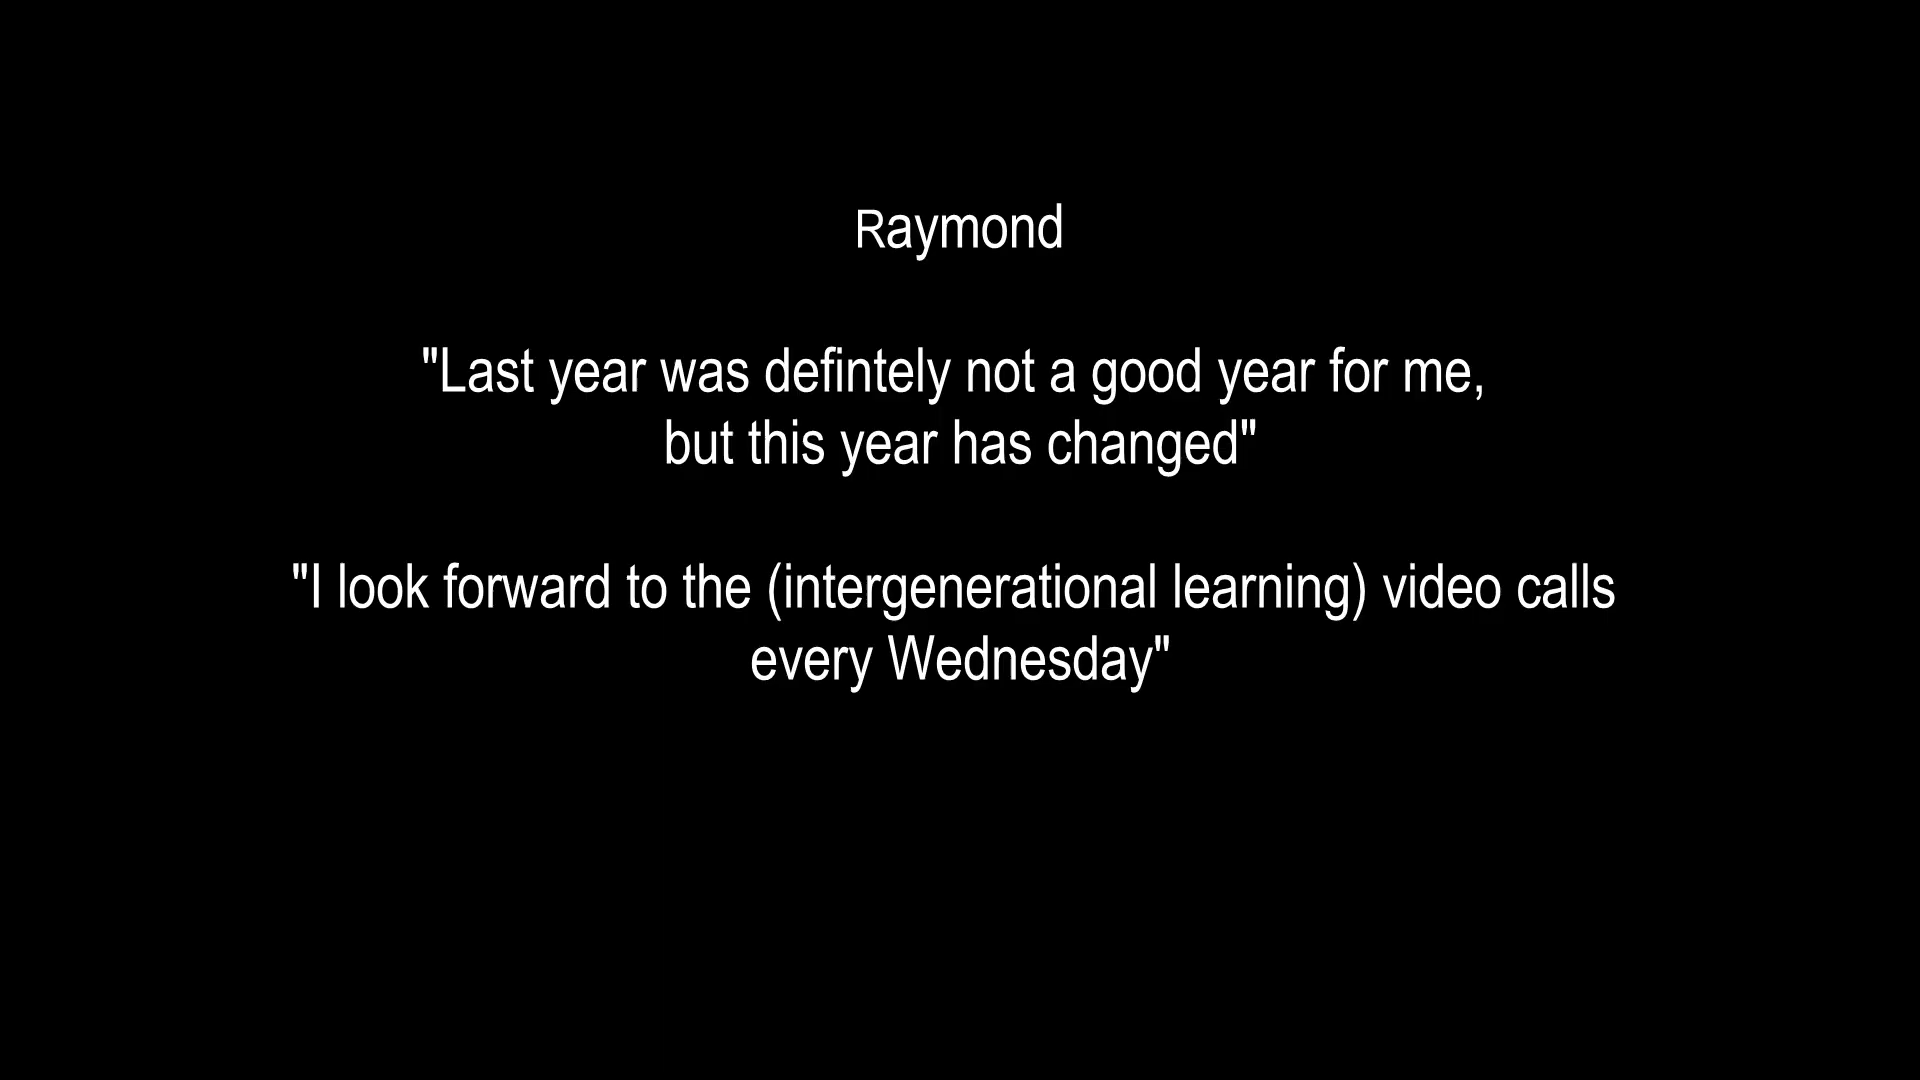 Raymond
"Last year was defintely not a good year for me,
but this year has changed"
"I look forward to the (intergenerational learning) video calls
every Wednesday"